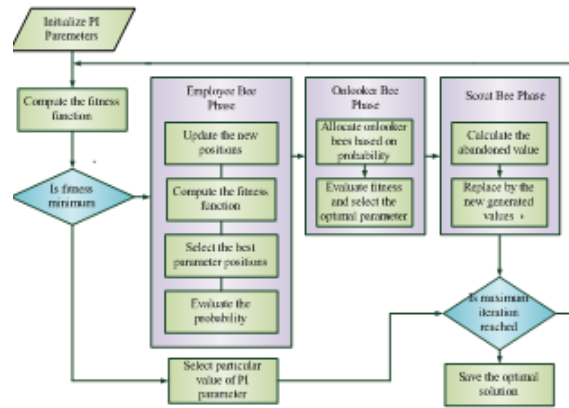 Initialize PI
Paremeters
Compute the fitness
function
Is fitness
minimum
Employee Bee
Phase
Update the new
positions
Compute the fitness
function
Select the best
parameter positions
Evaluate the
probability
Onlooker Bee
Phase
Allocate onlooker
bees based on
probability
Evaluate fitness
and select the
optimal parameter
Scout Bee Phase
Calculate the
abandoned value
Replace by the
new generated
values
Select particular
value of PI
parameter
Is maximum
iteration
reached
Save the optimal
solution